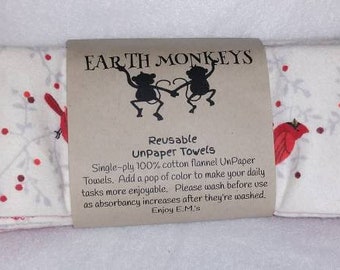 EARTH MONKEYS
Reusable
UnPaper Towels
Single-ply 100% cotton flannel UnPaper
Towels. Add a pop of color to make your daily
tasks more enjoyable. Please wash before use
as absorbancy increases after they're washed.
Enjoy E.M.'s